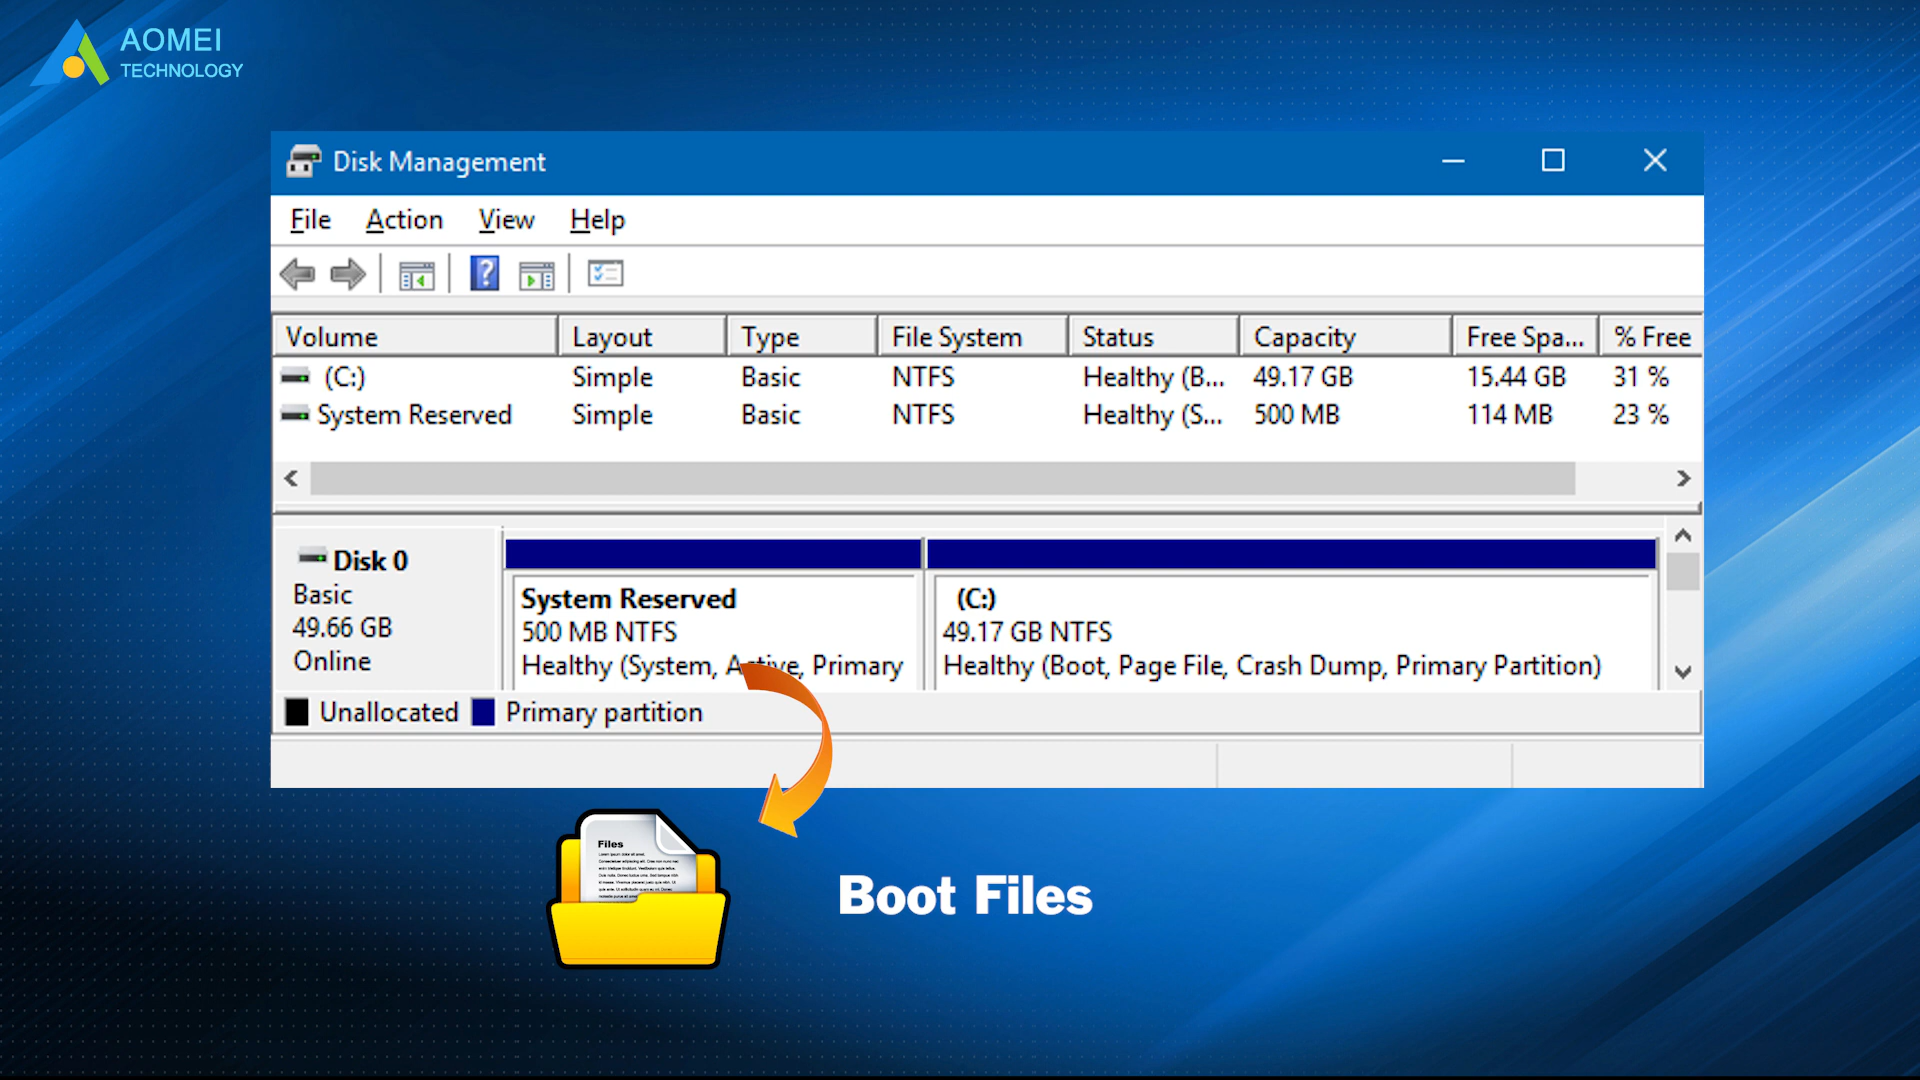 AOMEI
TECHNOLOGY
Disk Management
File Action View Help
Volume Layout Type File System Status Capacity Free Spa... % Free
(C:) Simple Basic NTFS Healthy (B... 49.17 GB 15.44 GB 31 %
System Reserved Simple Basic NTFS Healthy (S... 500 MB 114 MB 23 %
Disk 0
Basic
49.66 GB
Online
System Reserved
500 MB NTFS
Healthy (System, Active, Primary
(C:)
49.17 GB NTFS
Healthy (Boot, Page File, Crash Dump, Primary Partition)
Unallocated Primary partition
Files
Boot Files